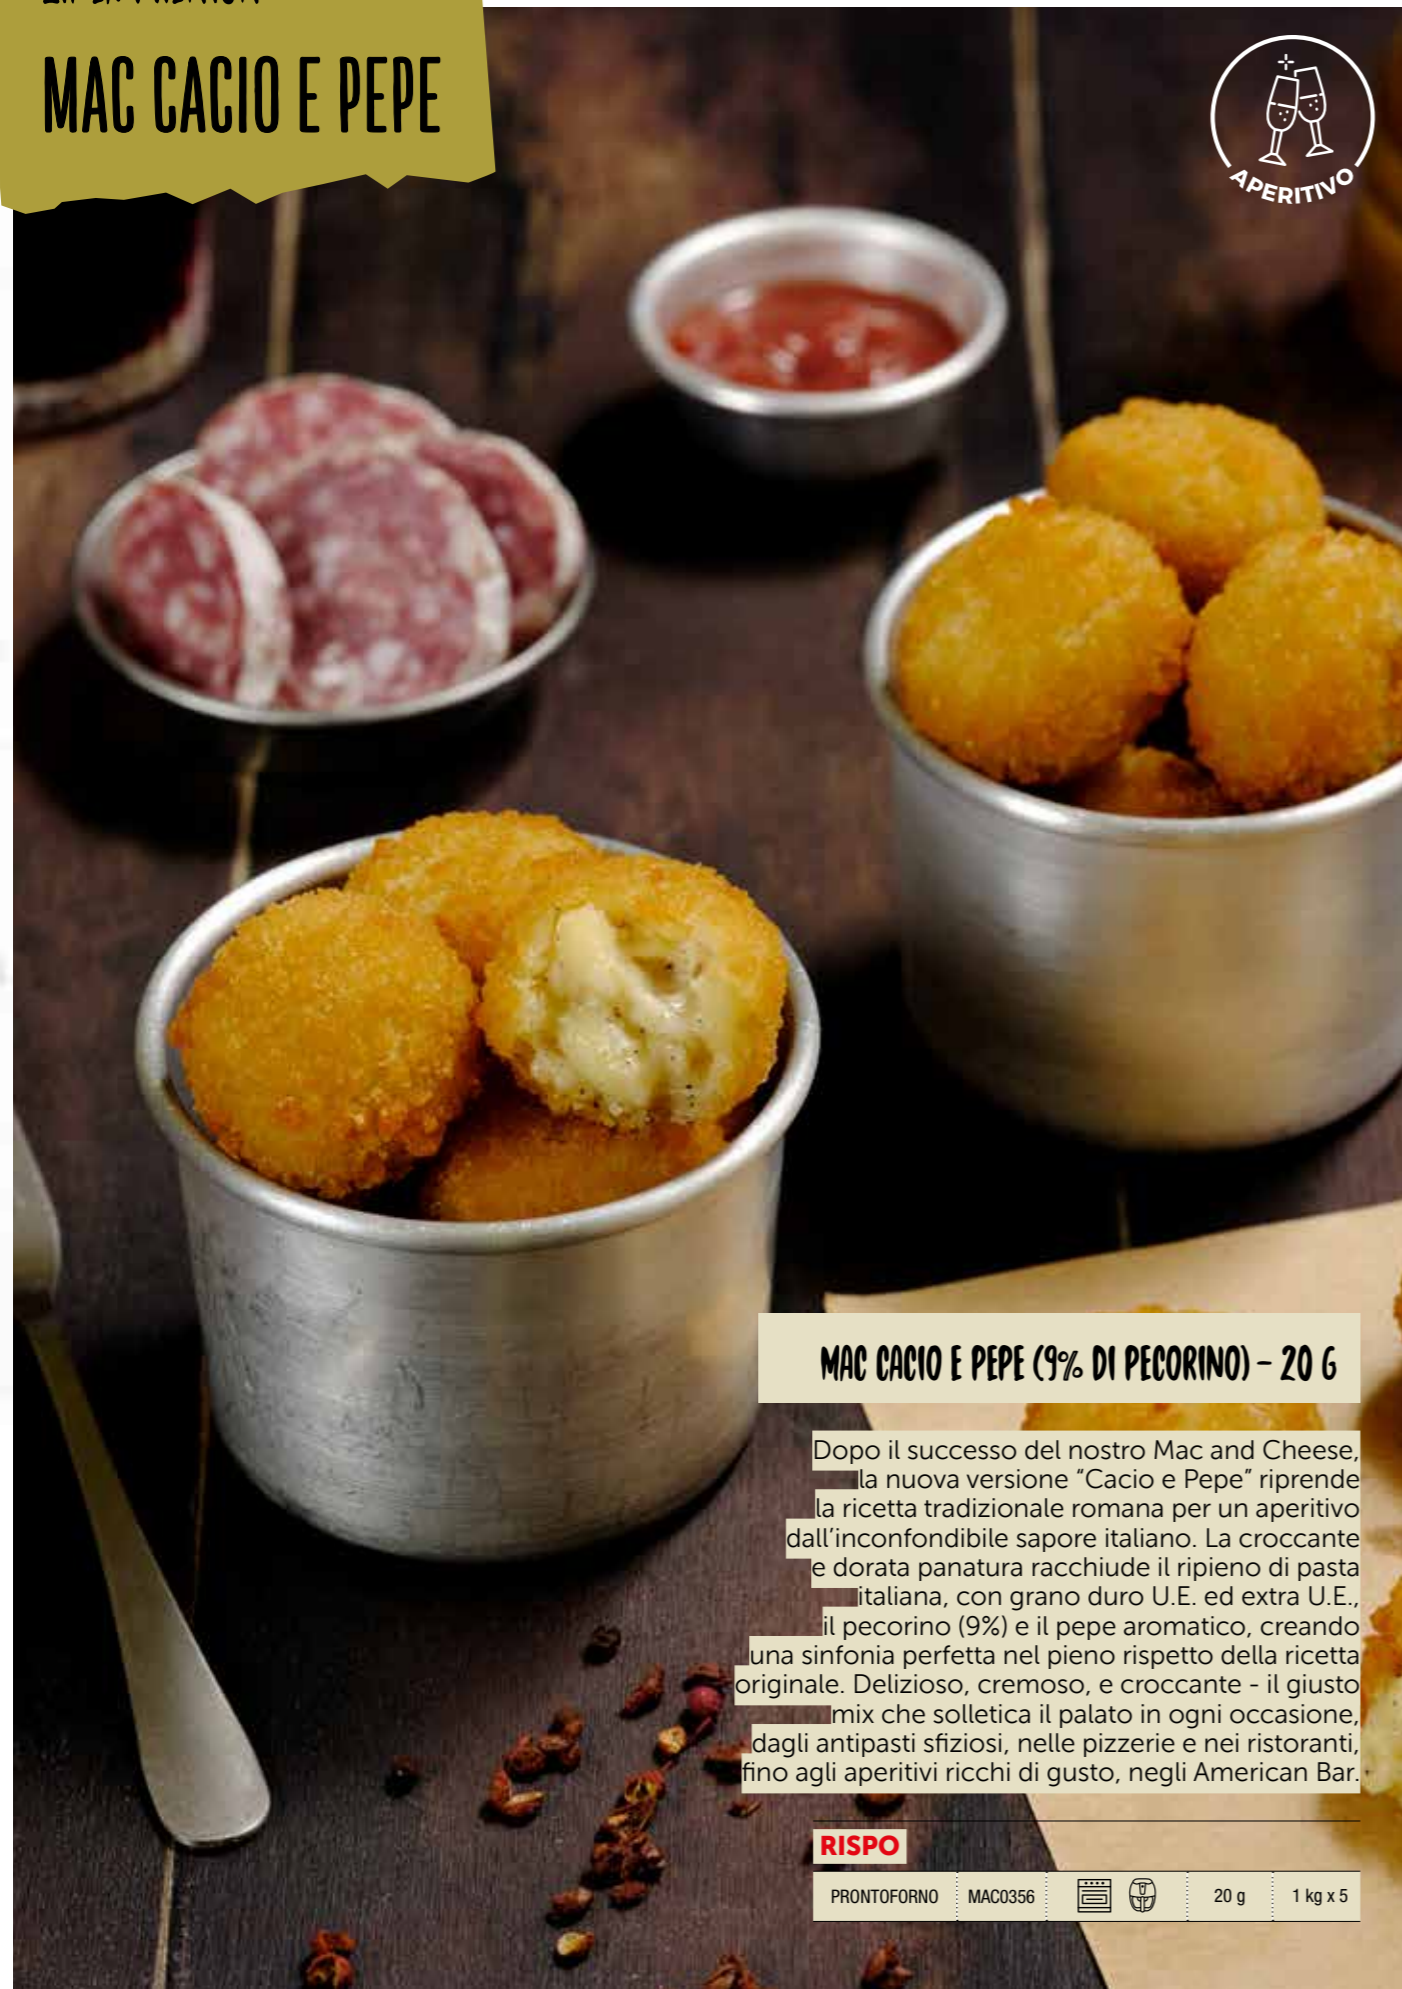 MAC CACIO E PEPE
APERITIVO
MAC CACIO E PEPE (9% DI PECORINO) – 20 G
Dopo il successo del nostro Mac and Cheese,
la nuova versione “Cacio e Pepe” riprende
la ricetta tradizionale romana per un aperitivo
dall’inconfondibile sapore italiano. La croccante
e dorata panatura racchiude il ripieno di pasta
italiana, con grano duro U.E. ed extra U.E.,
il pecorino (9%) e il pepe aromatico, creando
una sinfonia perfetta nel pieno rispetto della ricetta
originale. Delizioso, cremoso, e croccante - il giusto
mix che solletica il palato in ogni occasione,
dagli antipasti sfiziosi, nelle pizzerie e nei ristoranti,
fino agli aperitivi ricchi di gusto, negli American Bar.
RISPO
PRONTOFORNO MAC0356 20 g 1 kg x 5